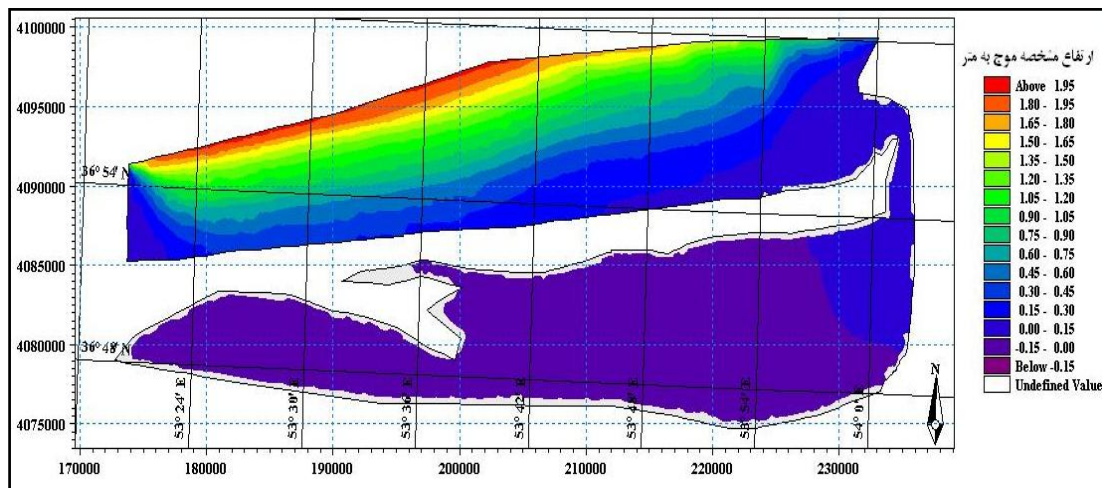 4100000
4095000
4090000
4085000
4080000
4075000
36° 54' N
36° 48' N
53° 24' E
53° 30' E
53° 36' E
53° 42' E
53° 48' E
53° 54' E
54° 0' E
170000 180000 190000 200000 210000 220000 230000
N
ارتفاع مشخصه موج به متر
Above 1.95
1.80 - 1.95
1.65 - 1.80
1.50 - 1.65
1.35 - 1.50
1.20 - 1.35
1.05 - 1.20
0.90 - 1.05
0.75 - 0.90
0.60 - 0.75
0.45 - 0.60
0.30 - 0.45
0.15 - 0.30
0.00 - 0.15
-0.15 - 0.00
Below -0.15
Undefined Value